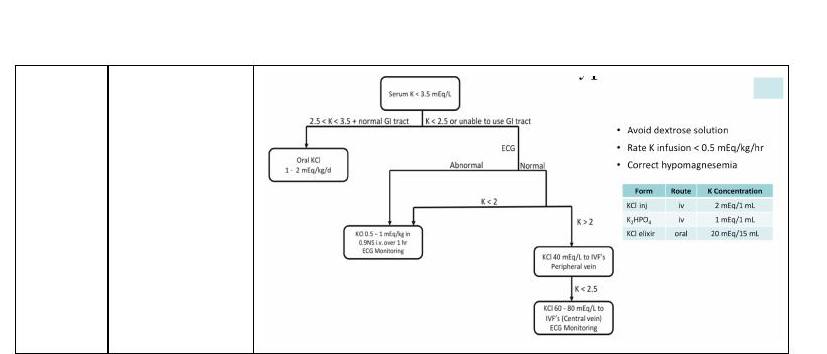 Serum K < 3.5 mEq/L
2.5 < K < 3.5 + normal GI tract
K < 2.5 or unable to use GI tract
Oral KCl
1 - 2 mEq/kg/d
ECG
Abnormal
Normal
K < 2
K > 2
KCl 0.5 - 1 mEq/kg in
0.9NS i.v. over 1 hr
ECG Monitoring
KCl 40 mEq/L to IVF's
Peripheral vein
K < 2.5
KCl 60 - 80 mEq/L to
IVF's (Central vein)
ECG Monitoring
• Avoid dextrose solution
• Rate K infusion < 0.5 mEq/kg/hr
• Correct hypomagnesemia
Form Route K Concentration
KCl inj iv 2 mEq/1 mL
K₂HPO₄ iv 1 mEq/1 mL
KCl elixir oral 20 mEq/15 mL